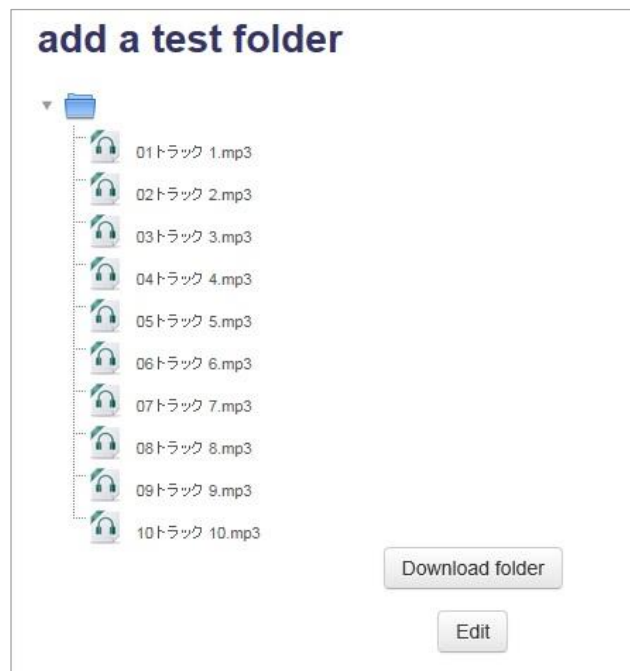 add a test folder
01トラック 1.mp3
02トラック 2.mp3
03トラック 3.mp3
04トラック 4.mp3
05トラック 5.mp3
06トラック 6.mp3
07トラック 7.mp3
08トラック 8.mp3
09トラック 9.mp3
10トラック 10.mp3
Download folder
Edit